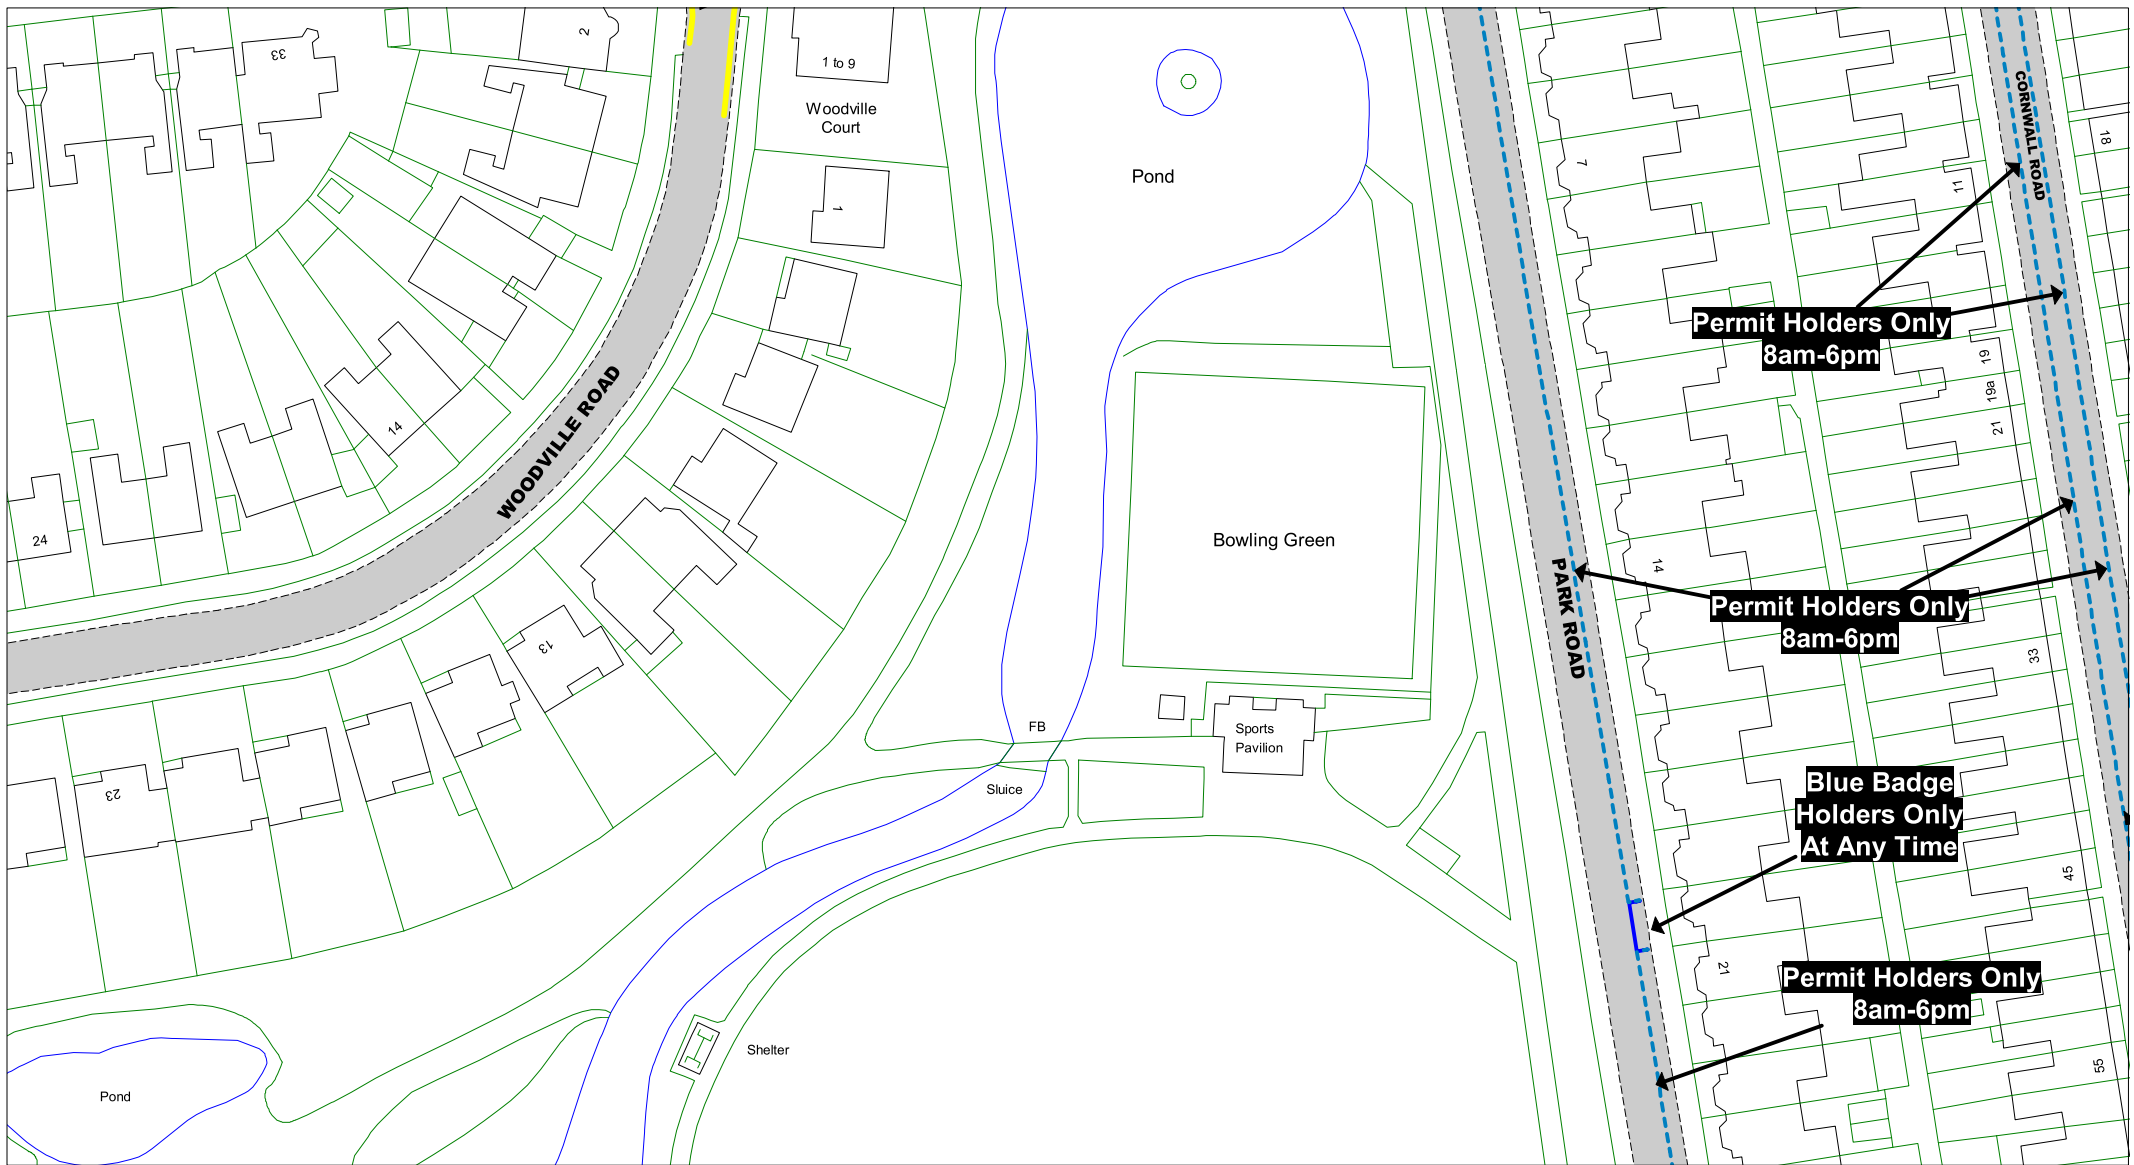 33
2
1 to 9
Woodville
Court
CORNWALL ROAD
18
7
Pond
11
1
Permit Holders Only
8am-6pm
19
19a
21
14
WOODVILLE ROAD
24
Bowling Green
14
PARK ROAD
Permit Holders Only
8am-6pm
13
33
FB
Sports
Pavilion
Sluice
23
Blue Badge
Holders Only
At Any Time
45
21
Permit Holders Only
8am-6pm
Shelter
55
Pond